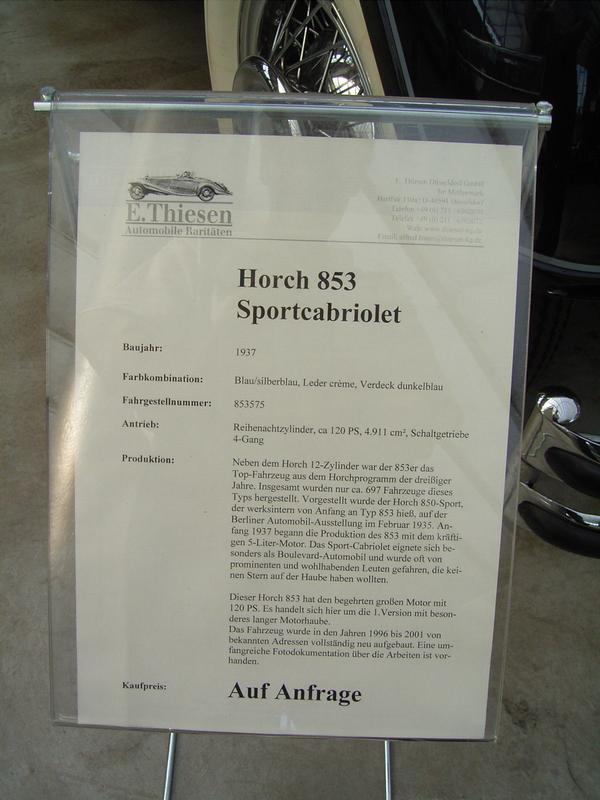 E.Thiesen
Automobile Raritäten
E. Thiesen Düsseldorf GmbH
Horch 853
Sportcabriolet
Baujahr: 1937
Farbkombination: Blau/silberblau, Leder crème, Verdeck dunkelblau
Fahrgestellnummer: 853575
Antrieb: Reihenachtzylinder, ca 120 PS, 4.911 cm², Schaltgetriebe
4-Gang
Produktion: Neben dem Horch 12-Zylinder war der 853er das
Top-Fahrzeug aus dem Horchprogramm der dreißiger
Jahre. Insgesamt wurden nur ca. 697 Fahrzeuge dieses
Typs hergestellt. Vorgestellt wurde der Horch 850-Sport,
der werksintern von Anfang an Typ 853 hieß, auf der
Berliner Automobil-Ausstellung im Februar 1935. An-
fang 1937 begann die Produktion des 853 mit dem kräfti-
gen 5-Liter-Motor. Das Sport-Cabriolet eignete sich be-
sonders als Boulevard-Automobil und wurde oft von
prominenten und wohlhabenden Leuten gefahren, die kei-
nen Stern auf der Haube haben wollten.
Dieser Horch 853 hat den begehrten großen Motor mit
120 PS. Es handelt sich hier um die 1.Version mit beson-
deres langer Motorhaube.
Das Fahrzeug wurde in den Jahren 1996 bis 2001 von
bekannten Adressen vollständig neu aufgebaut. Eine um-
fangreiche Fotodokumentation über die Arbeiten ist vor-
handen.
Kaufpreis: Auf Anfrage